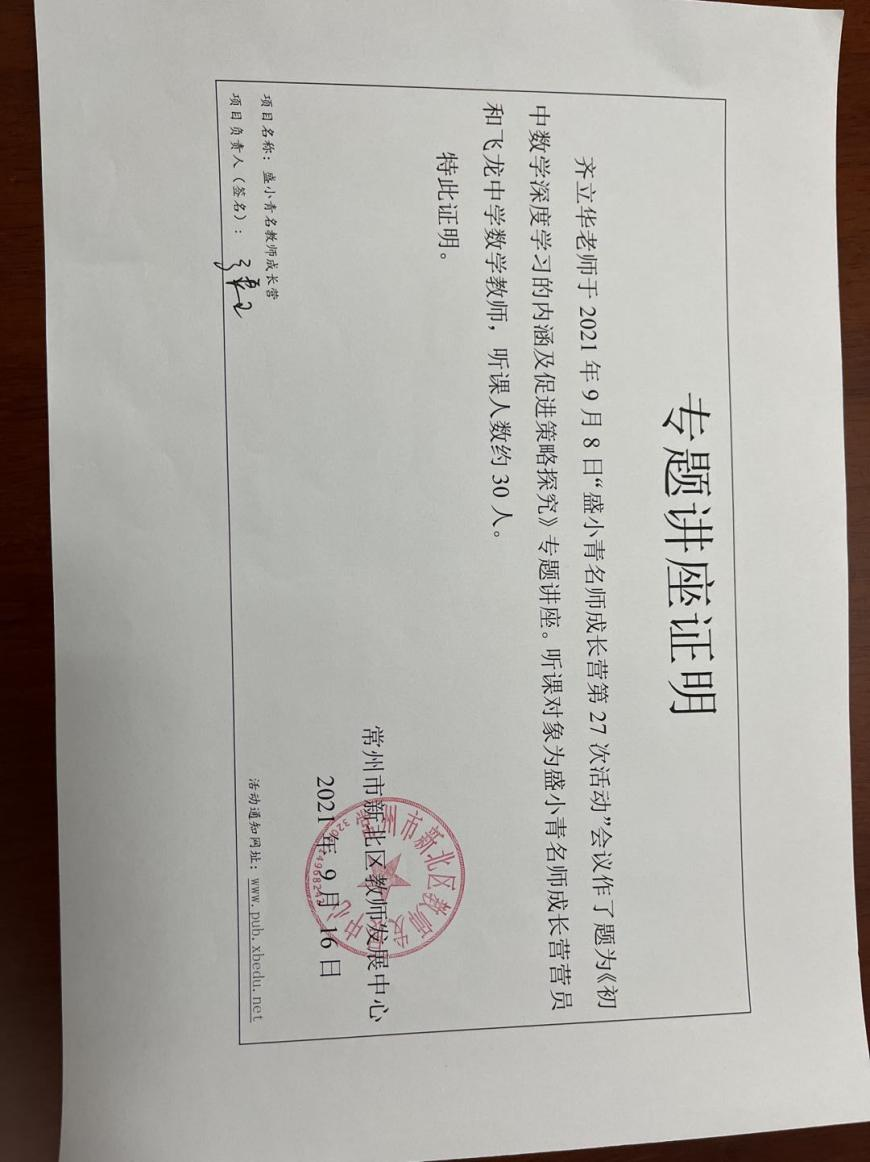 专题讲座证明
齐立华老师于 2021 年 9 月 8 日“盛小青名师成长营第 27 次活动”会议作了题为《初
中数学深度学习的内涵及促进策略探究》专题讲座。听课对象为盛小青名师成长营营员
和飞龙中学数学教师，听课人数约 30 人。
特此证明。
常州市新北区教师发展中心
2021 年 9 月 16 日
项目名称：盛小青名教师成长营
项目负责人（签名）：
活动通知网址：www.pub.xbedu.net